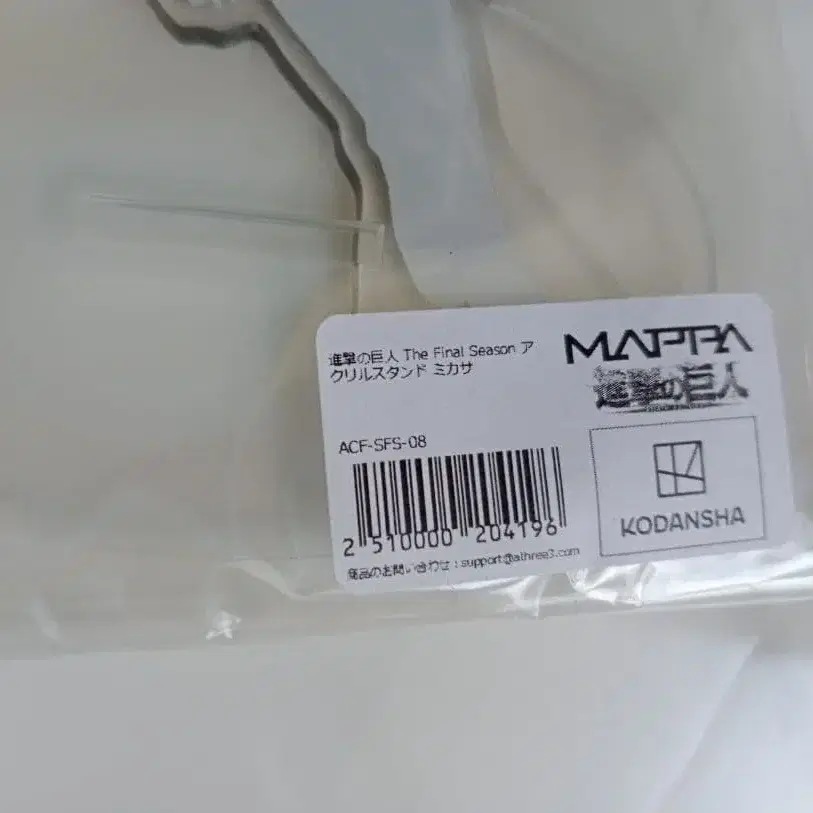 進撃の巨人 The Final Season ア
クリルスタンド ミカサ
MAPPA
進撃の巨人
ACF-SFS-08
2 510000 204196
KODANSHA
商品のお問い合わせ：support@althree3.com